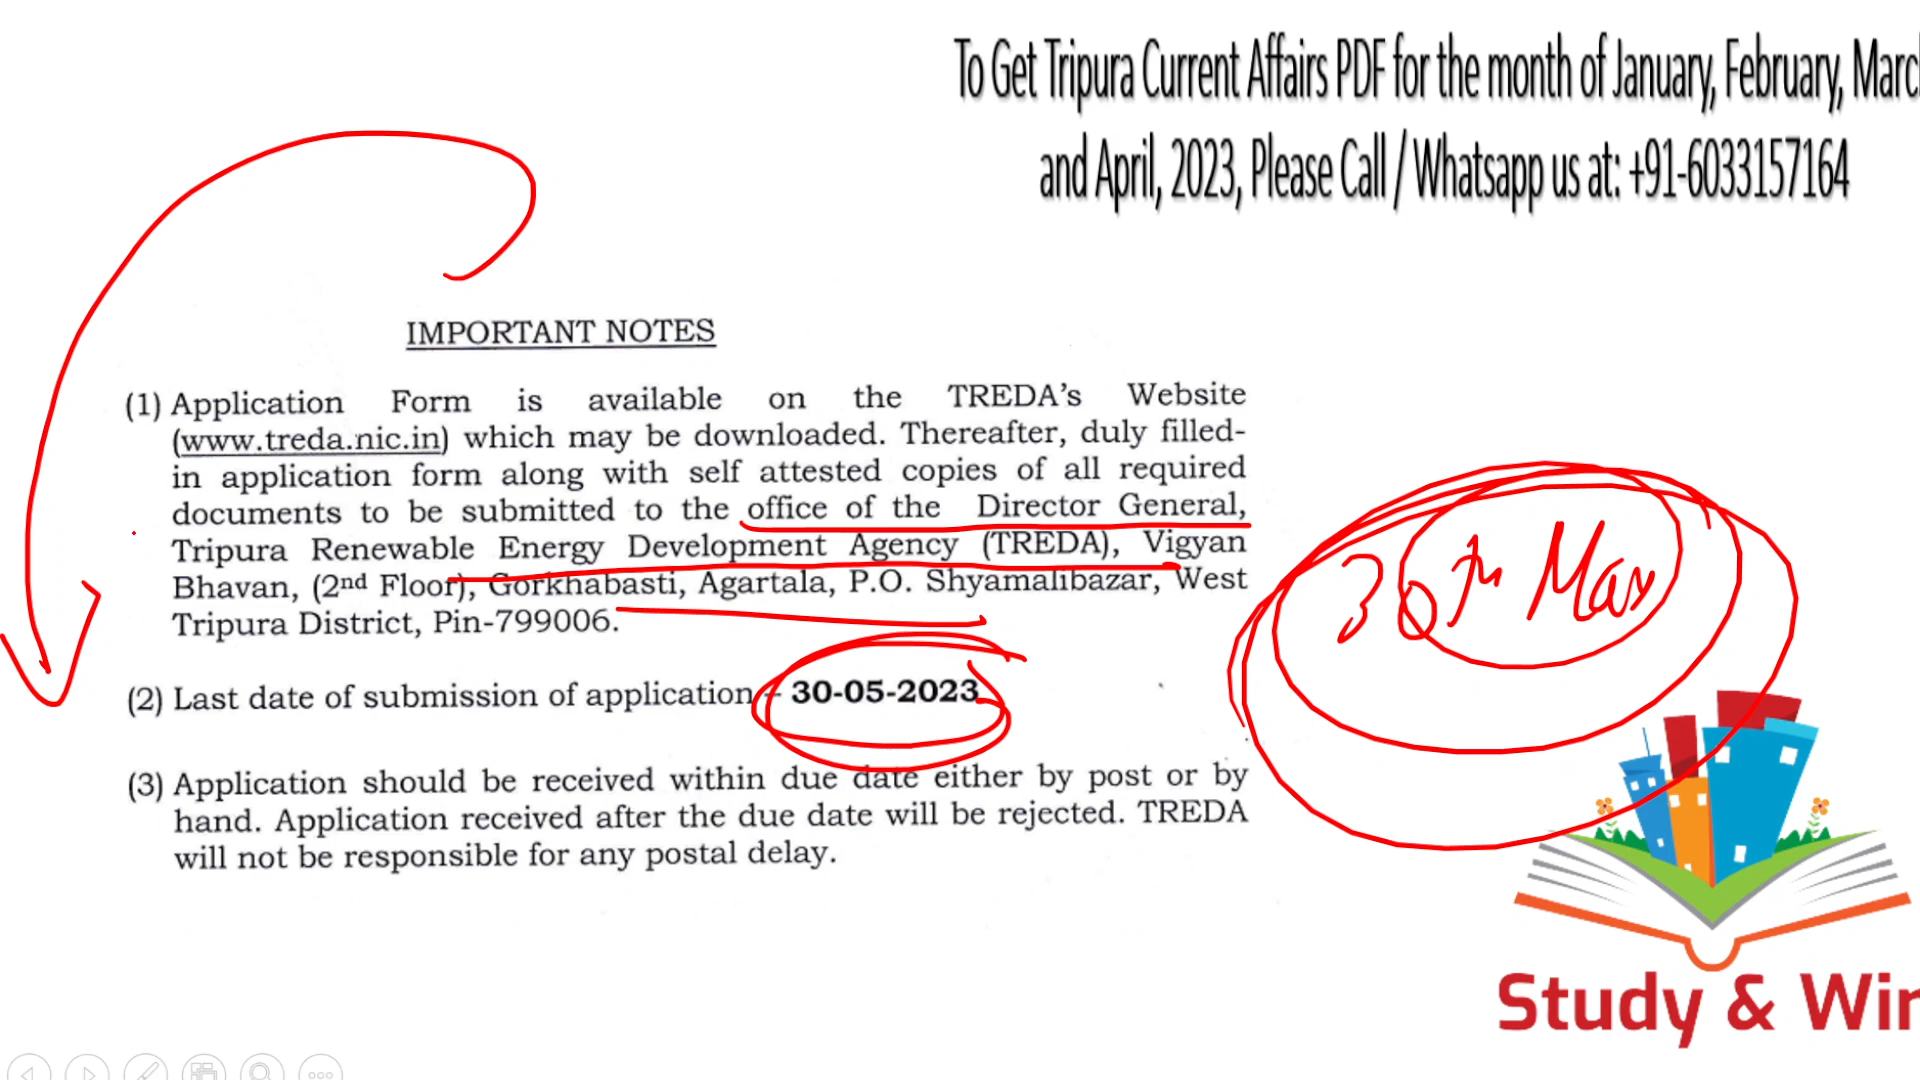 To Get Tripura Current Affairs PDF for the month of January, February, Marc
and April, 2023, Please Call / Whatsapp us at: +91-6033157164
IMPORTANT NOTES
(1) Application Form is available on the TREDA's Website
(www.treda.nic.in) which may be downloaded. Thereafter, duly filled-
in application form along with self attested copies of all required
documents to be submitted to the office of the Director General,
Tripura Renewable Energy Development Agency (TREDA), Vigyan
Bhavan, (2nd Floor), Gorkhabasti, Agartala, P.O. Shyamalibazar, West
Tripura District, Pin-799006.
(2) Last date of submission of application - 30-05-2023
(3) Application should be received within due date either by post or by
hand. Application received after the due date will be rejected. TREDA
will not be responsible for any postal delay.
30th May
Study & Win